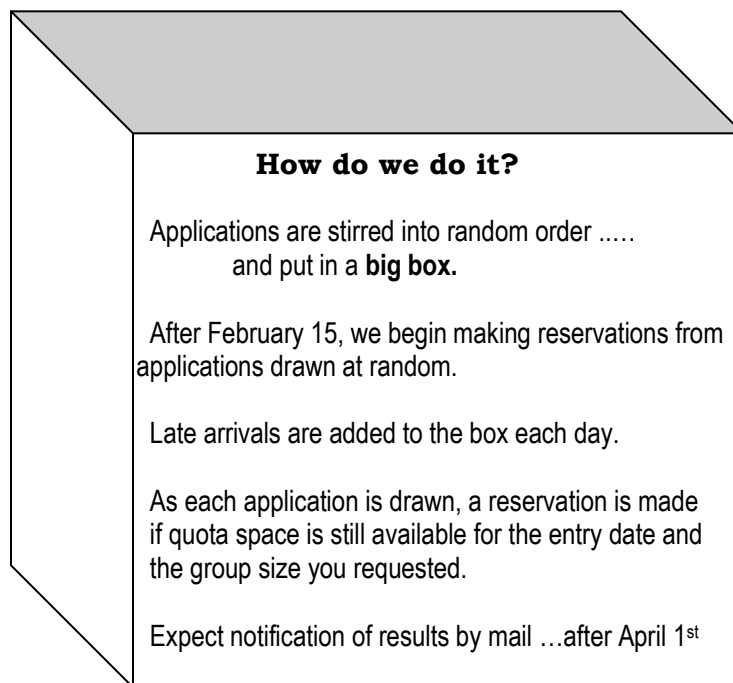 How do we do it?
Applications are stirred into random order ..…
and put in a big box.
After February 15, we begin making reservations from
applications drawn at random.
Late arrivals are added to the box each day.
As each application is drawn, a reservation is made
if quota space is still available for the entry date and
the group size you requested.
Expect notification of results by mail …after April 1st